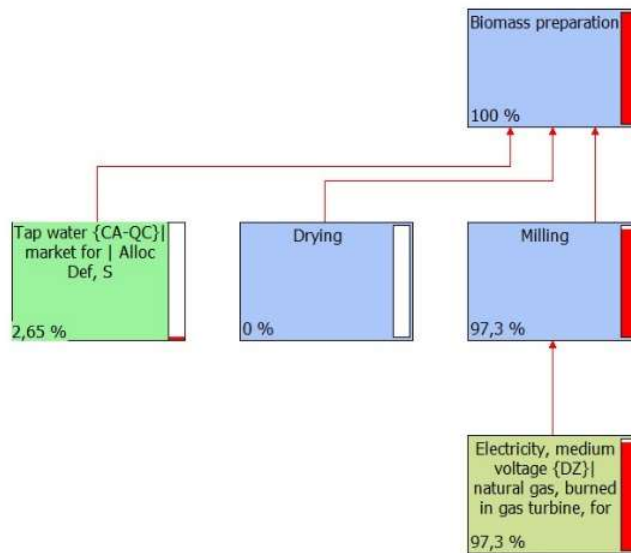 Biomass preparation
100 %
Tap water {CA-QC}|
market for | Alloc
Def, S
2,65 %
Drying
0 %
Milling
97,3 %
Electricity, medium
voltage {DZ}|
natural gas, burned
in gas turbine, for
97,3 %